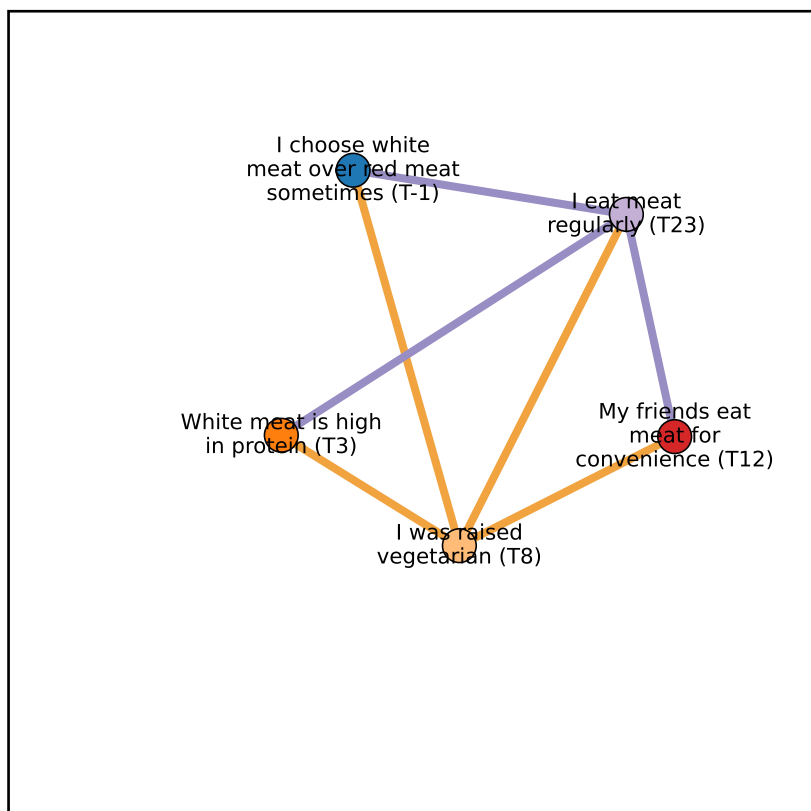 I choose white
meat over red meat
sometimes (T-1)
I eat meat
regularly (T23)
White meat is high
in protein (T3)
My friends eat
meat for
convenience (T12)
I was raised
vegetarian (T8)